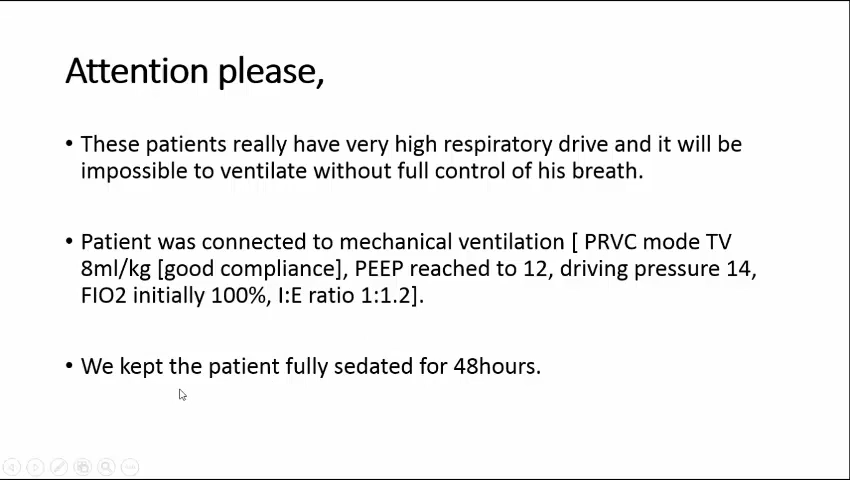 Attention please,
• These patients really have very high respiratory drive and it will be
impossible to ventilate without full control of his breath.
• Patient was connected to mechanical ventilation [ PRVC mode TV
8ml/kg [good compliance], PEEP reached to 12, driving pressure 14,
FIO2 initially 100%, I:E ratio 1:1.2].
• We kept the patient fully sedated for 48hours.